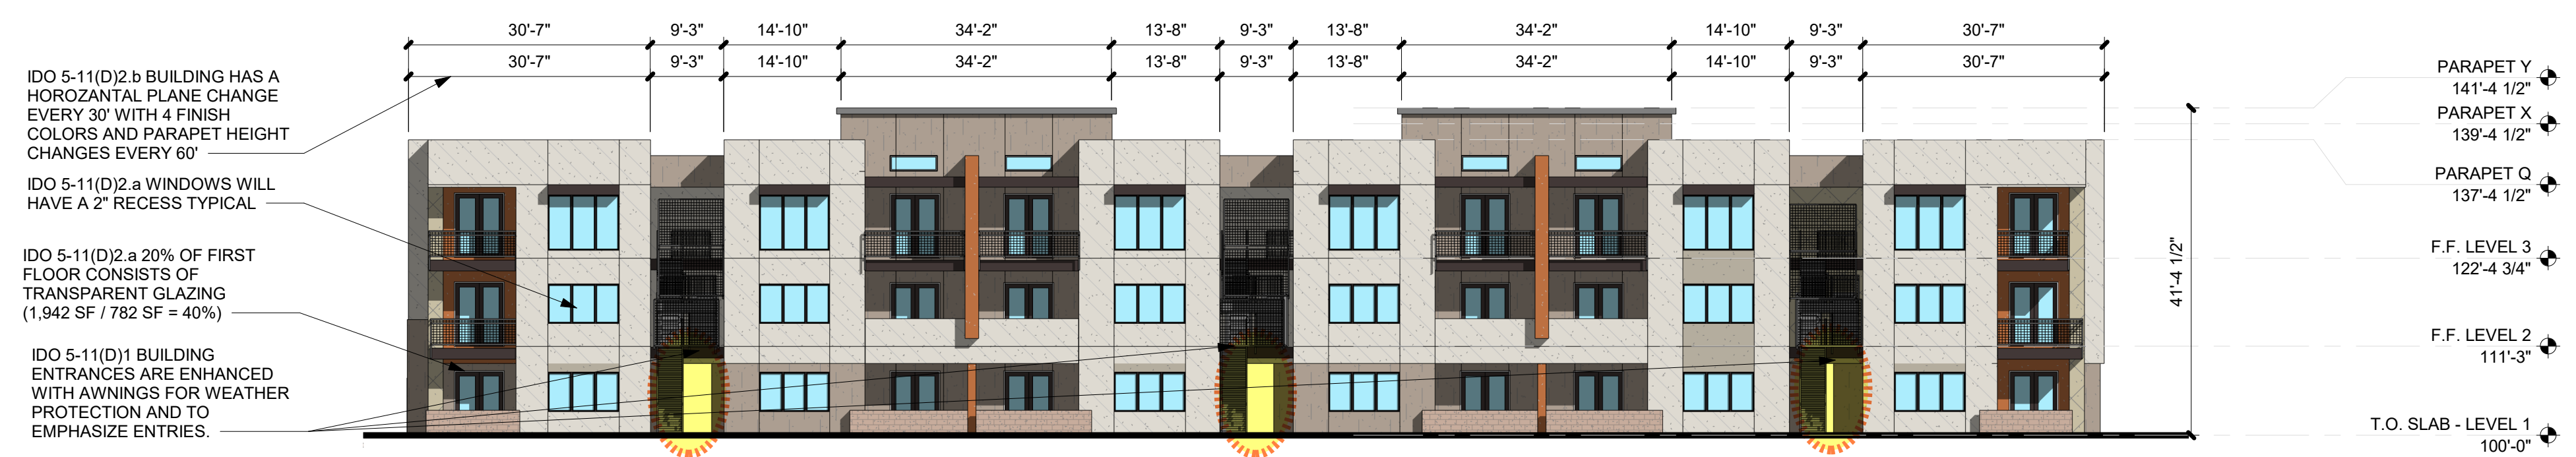 30'-7" 9'-3" 14'-10" 34'-2" 13'-8" 9'-3" 13'-8" 34'-2" 14'-10" 9'-3" 30'-7"
30'-7" 9'-3" 14'-10" 34'-2" 13'-8" 9'-3" 13'-8" 34'-2" 14'-10" 9'-3" 30'-7"
IDO 5-11(D)2.b BUILDING HAS A
HOROZANTAL PLANE CHANGE
EVERY 30' WITH 4 FINISH
COLORS AND PARAPET HEIGHT
CHANGES EVERY 60'
IDO 5-11(D)2.a WINDOWS WILL
HAVE A 2" RECESS TYPICAL
IDO 5-11(D)2.a 20% OF FIRST
FLOOR CONSISTS OF
TRANSPARENT GLAZING
(1,942 SF / 782 SF = 40%)
IDO 5-11(D)1 BUILDING
ENTRANCES ARE ENHANCED
WITH AWNINGS FOR WEATHER
PROTECTION AND TO
EMPHASIZE ENTRIES.
41'-4 1/2"
PARAPET Y
141'-4 1/2"
PARAPET X
139'-4 1/2"
PARAPET Q
137'-4 1/2"
F.F. LEVEL 3
122'-4 3/4"
F.F. LEVEL 2
111'-3"
T.O. SLAB - LEVEL 1
100'-0"